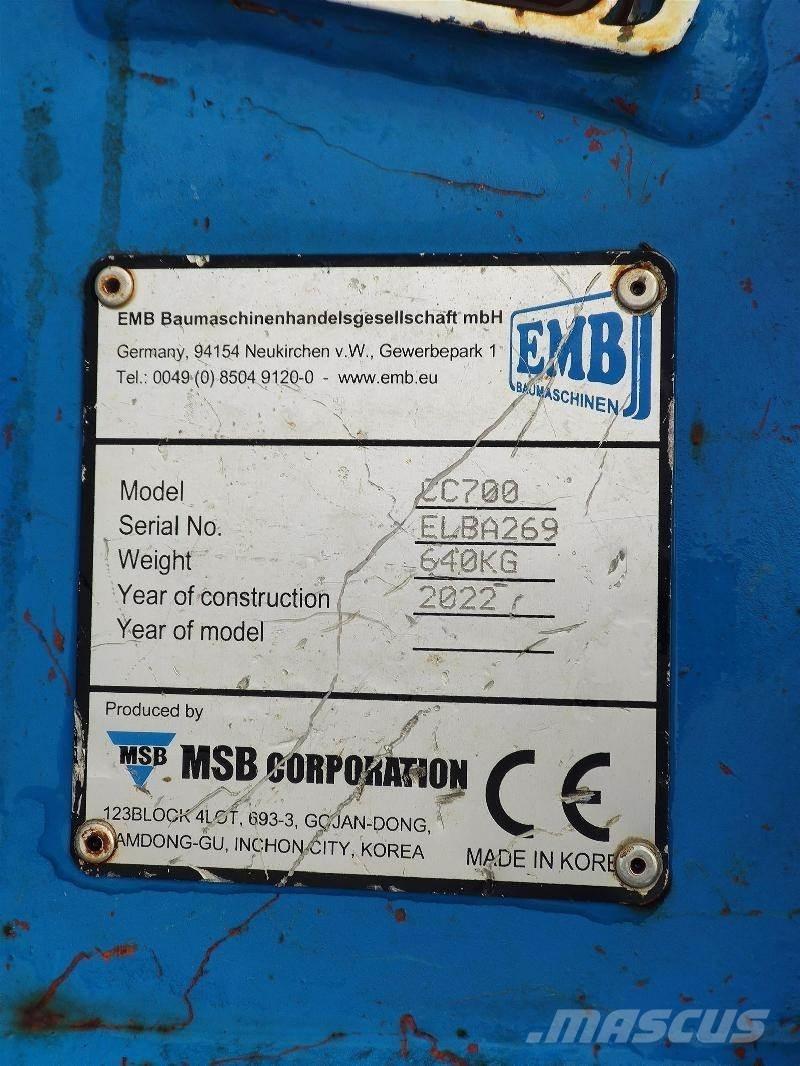 EMB Baumaschinenhandelsgesellschaft mbH
Germany, 94154 Neukirchen v.W., Gewerbepark 1
Tel.: 0049 (0) 8504 9120-0 - www.emb.eu
EMB
BAUMASCHINEN
Model CC700
Serial No. ELBA269
Weight 640KG
Year of construction 2022
Year of model
Produced by
MSB MSB CORPORATION
123BLOCK 4LOT, 693-3, GOJAN-DONG,
AMDONG-GU, INCHON CITY, KOREA
CE
MADE IN KORE
MASCUS